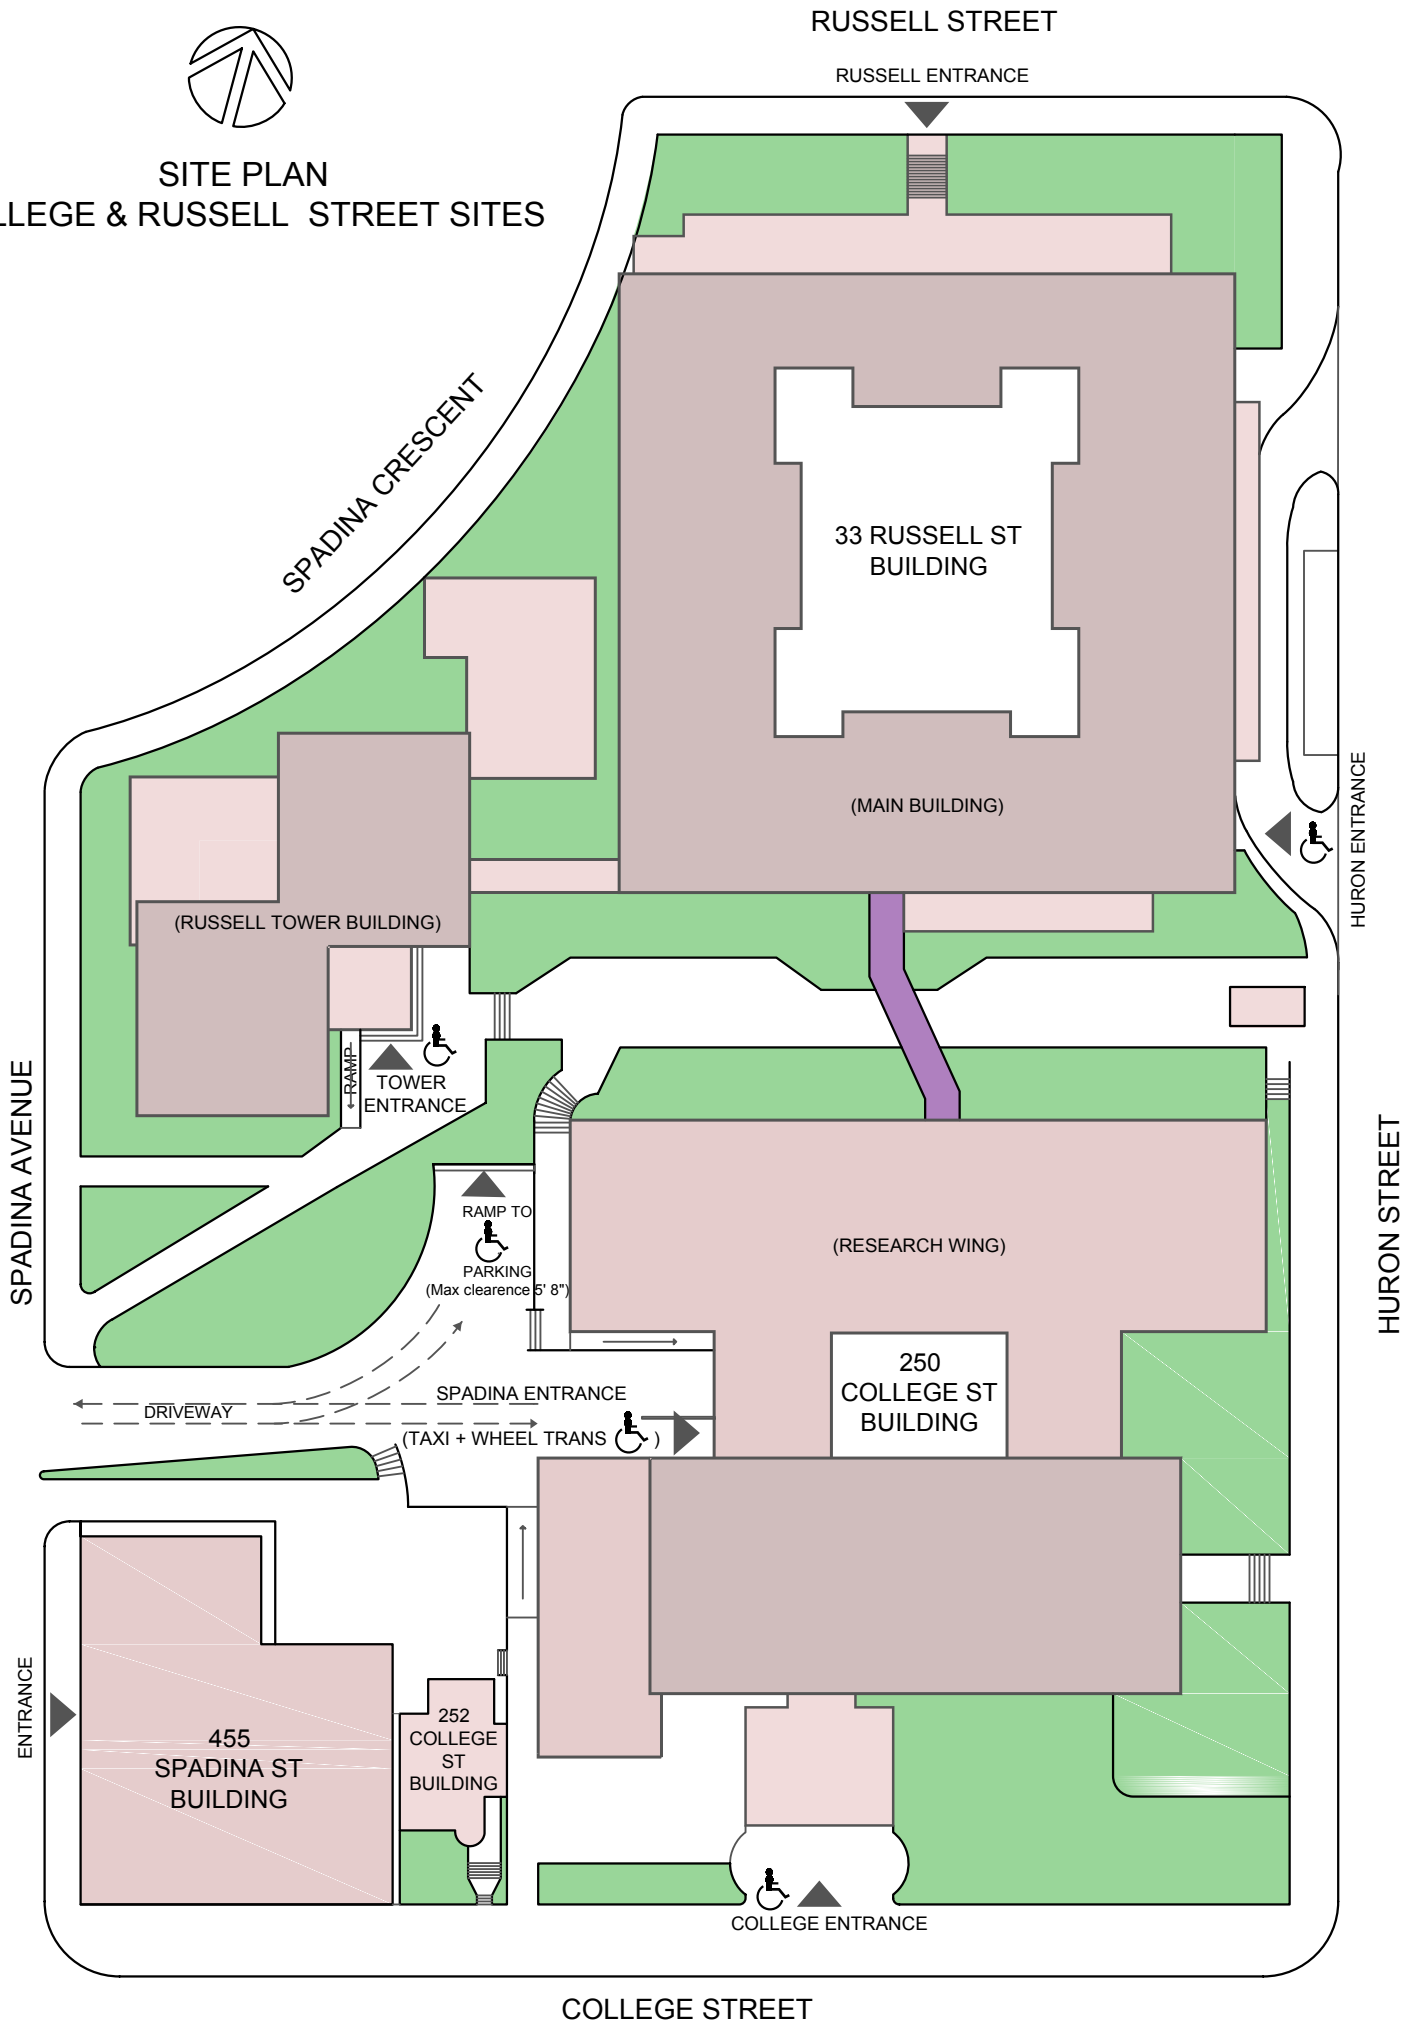 RUSSELL STREET
RUSSELL ENTRANCE
SITE PLAN
LLEGE & RUSSELL STREET SITES
SPADINA CRESCENT
33 RUSSELL ST
BUILDING
(MAIN BUILDING)
HURON ENTRANCE
(RUSSELL TOWER BUILDING)
RAMP
TOWER
ENTRANCE
SPADINA AVENUE
HURON STREET
RAMP TO
PARKING
(Max clearence 5' 8")
(RESEARCH WING)
250
COLLEGE ST
BUILDING
SPADINA ENTRANCE
DRIVEWAY
(TAXI + WHEEL TRANS )
ENTRANCE
455
SPADINA ST
BUILDING
252
COLLEGE
ST
BUILDING
COLLEGE ENTRANCE
COLLEGE STREET